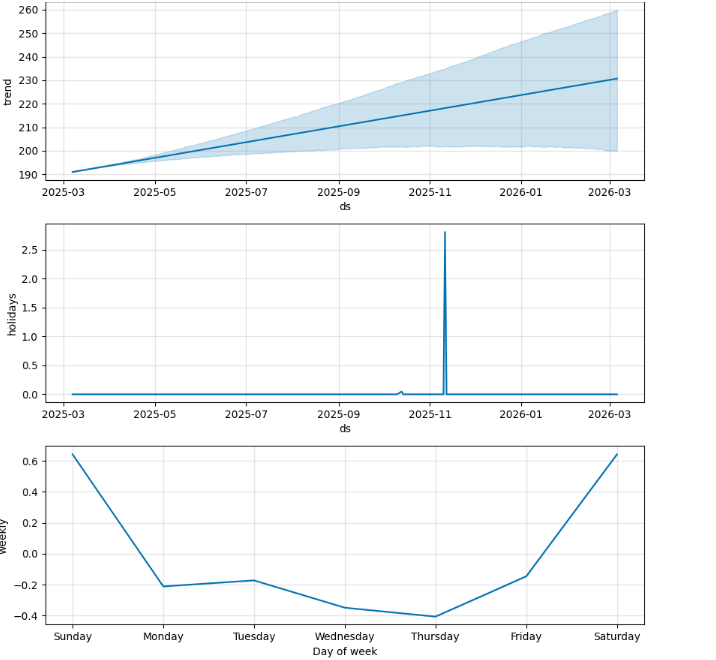 260
250
240
230
220
210
200
190
trend
2025-03 2025-05 2025-07 2025-09 2025-11 2026-01 2026-03
ds
2.5
2.0
1.5
1.0
0.5
0.0
holidays
2025-03 2025-05 2025-07 2025-09 2025-11 2026-01 2026-03
ds
0.6
0.4
0.2
0.0
−0.2
−0.4
weekly
Sunday Monday Tuesday Wednesday Thursday Friday Saturday
Day of week